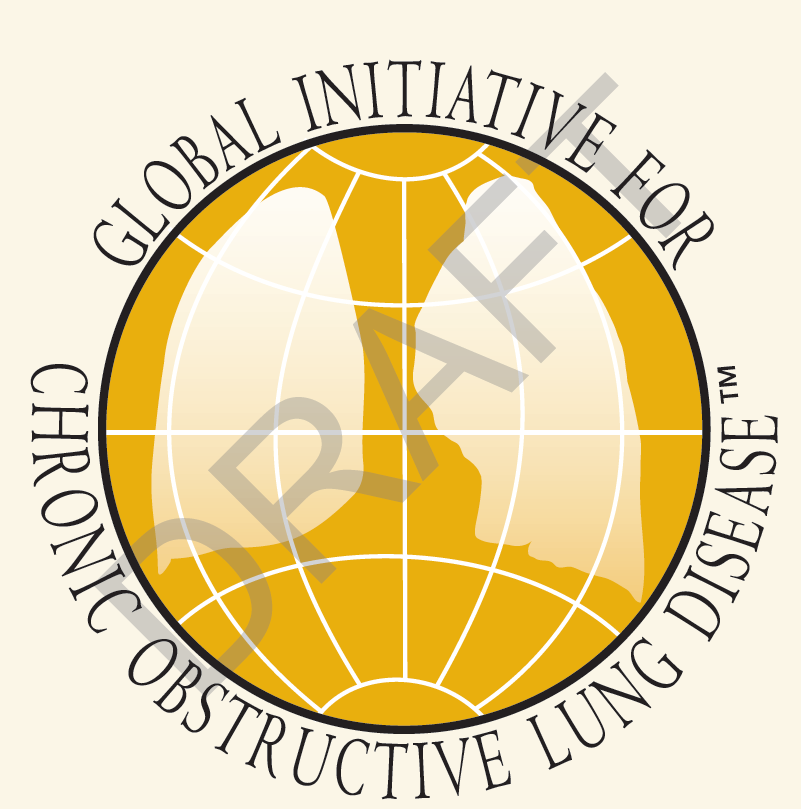 GLOBAL INITIATIVE FOR
CHRONIC OBSTRUCTIVE LUNG DISEASE™
DRAFT